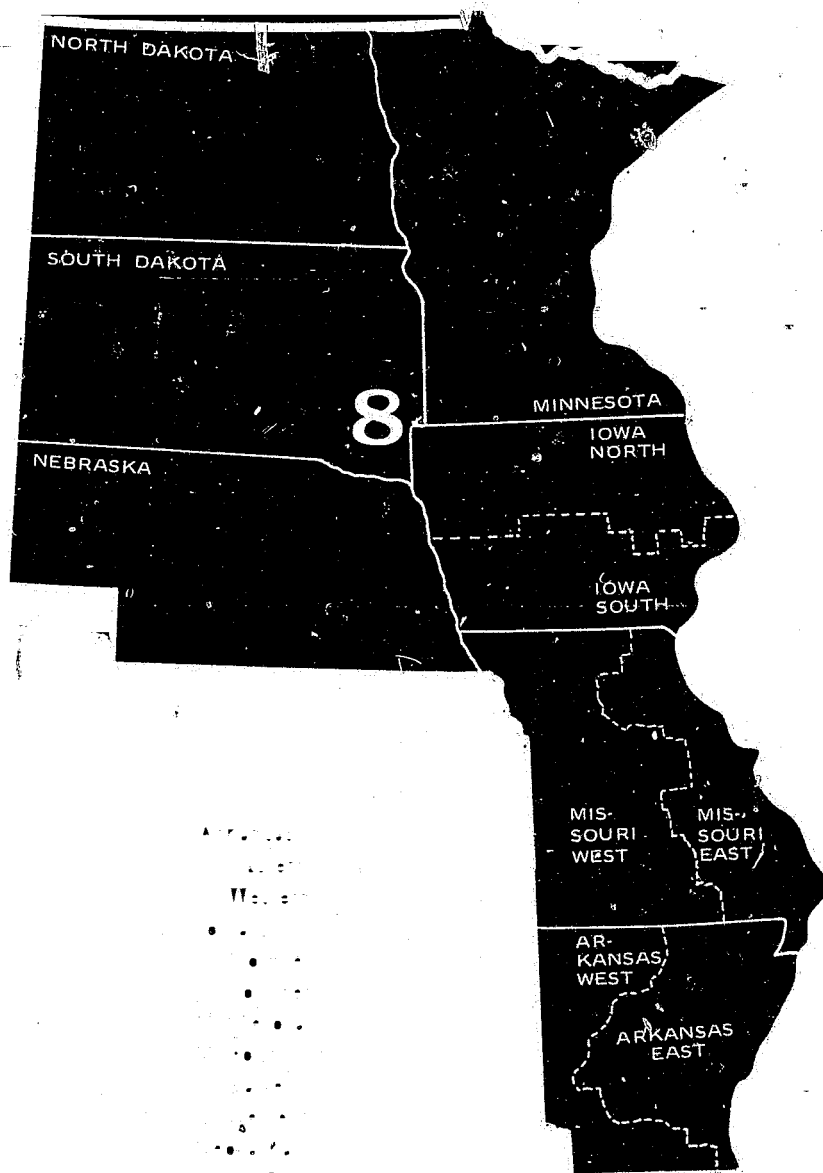 NORTH DAKOTA
SOUTH DAKOTA
8
MINNESOTA
IOWA
NORTH
NEBRASKA
IOWA
SOUTH
MIS-
SOURI
WEST
MIS-
SOURI
EAST
AR-
KANSAS
WEST
ARKANSAS
EAST